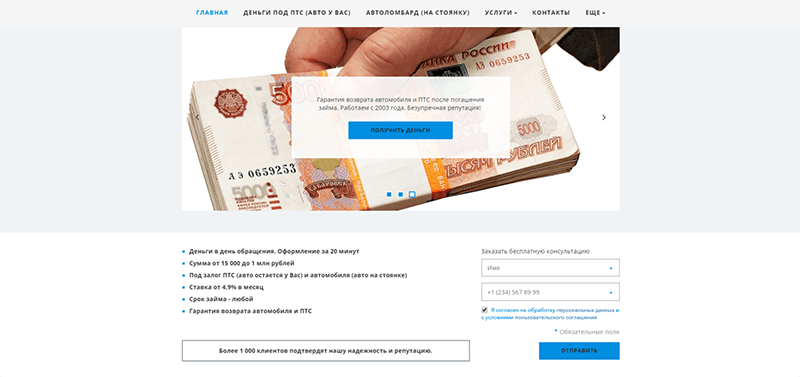 ГЛАВНАЯ ДЕНЬГИ ПОД ПТС (АВТО У ВАС) АВТОЛОМБАРД (НА СТОЯНКУ) УСЛУГИ КОНТАКТЫ ЕЩЕ
БАНКА РОССИИ
АЗ 0659253
5000
Гарантия возврата автомобиля и ПТС после погашения
займа. Работаем с 2003 года. Безупречная репутация!
ПОЛУЧИТЬ ДЕНЬГИ
ТЫСЯЧ РУБЛЕЙ
АЭ 0659253
5000
ХАБАРОВСК
Деньги в день обращения. Оформление за 20 минут
Сумма от 15 000 до 1 млн рублей
Под залог ПТС (авто остается у Вас) и автомобиля (авто на стоянке)
Ставка от 4,9% в месяц
Срок займа - любой
Гарантия возврата автомобиля и ПТС
Более 1 000 клиентов подтвердят нашу надежность и репутацию.
Заказать бесплатную консультацию
Имя *
+1 (234) 567 89 99 *
Я согласен на обработку персональных данных и
с условиями пользовательского соглашения
* Обязательные поля
ОТПРАВИТЬ